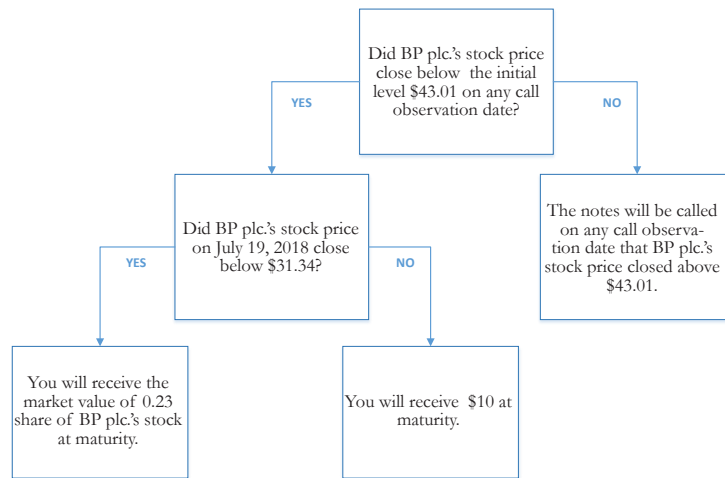 Did BP plc.'s stock price
close below the initial
level $43.01 on any call
observation date?
YES
NO
Did BP plc.'s stock price
on July 19, 2018 close
below $31.34?
The notes will be called
on any call observa-
tion date that BP plc.'s
stock price closed above
$43.01.
YES
NO
You will receive the
market value of 0.23
share of BP plc.'s stock
at maturity.
You will receive $10 at
maturity.